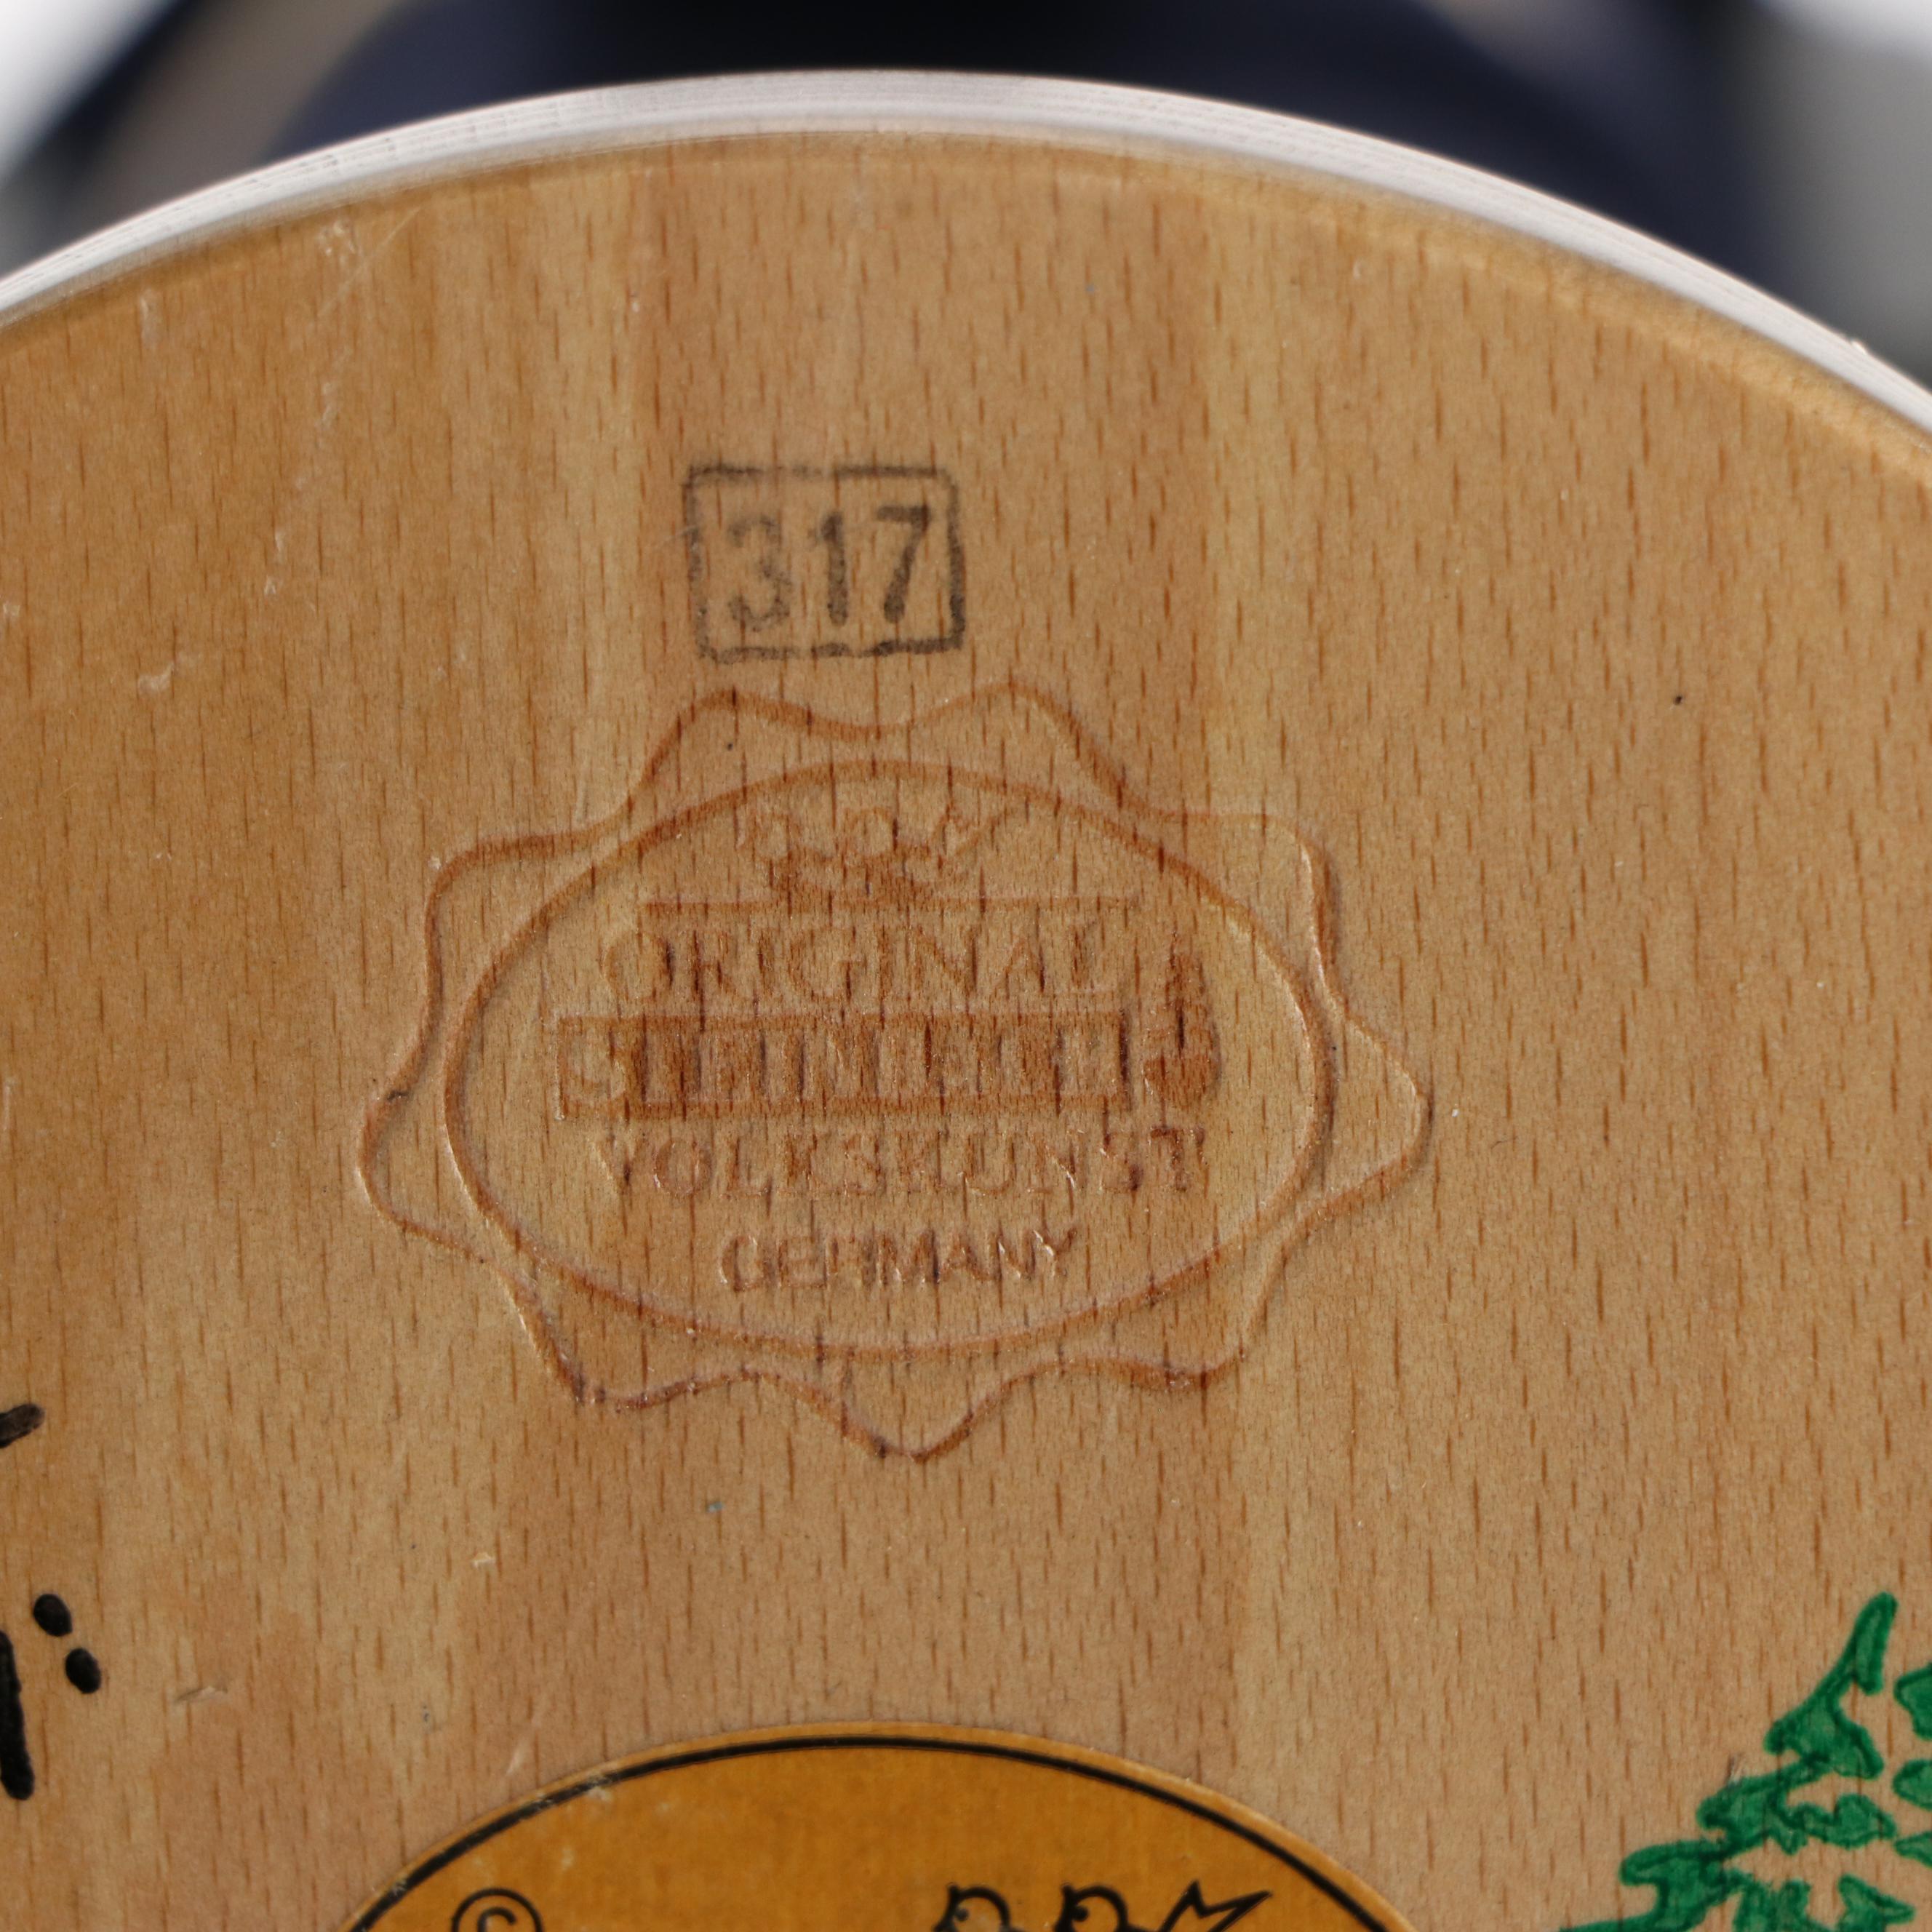 317
ORIGINAL
STEINBACH
VOLKSKUNST
GERMANY
©